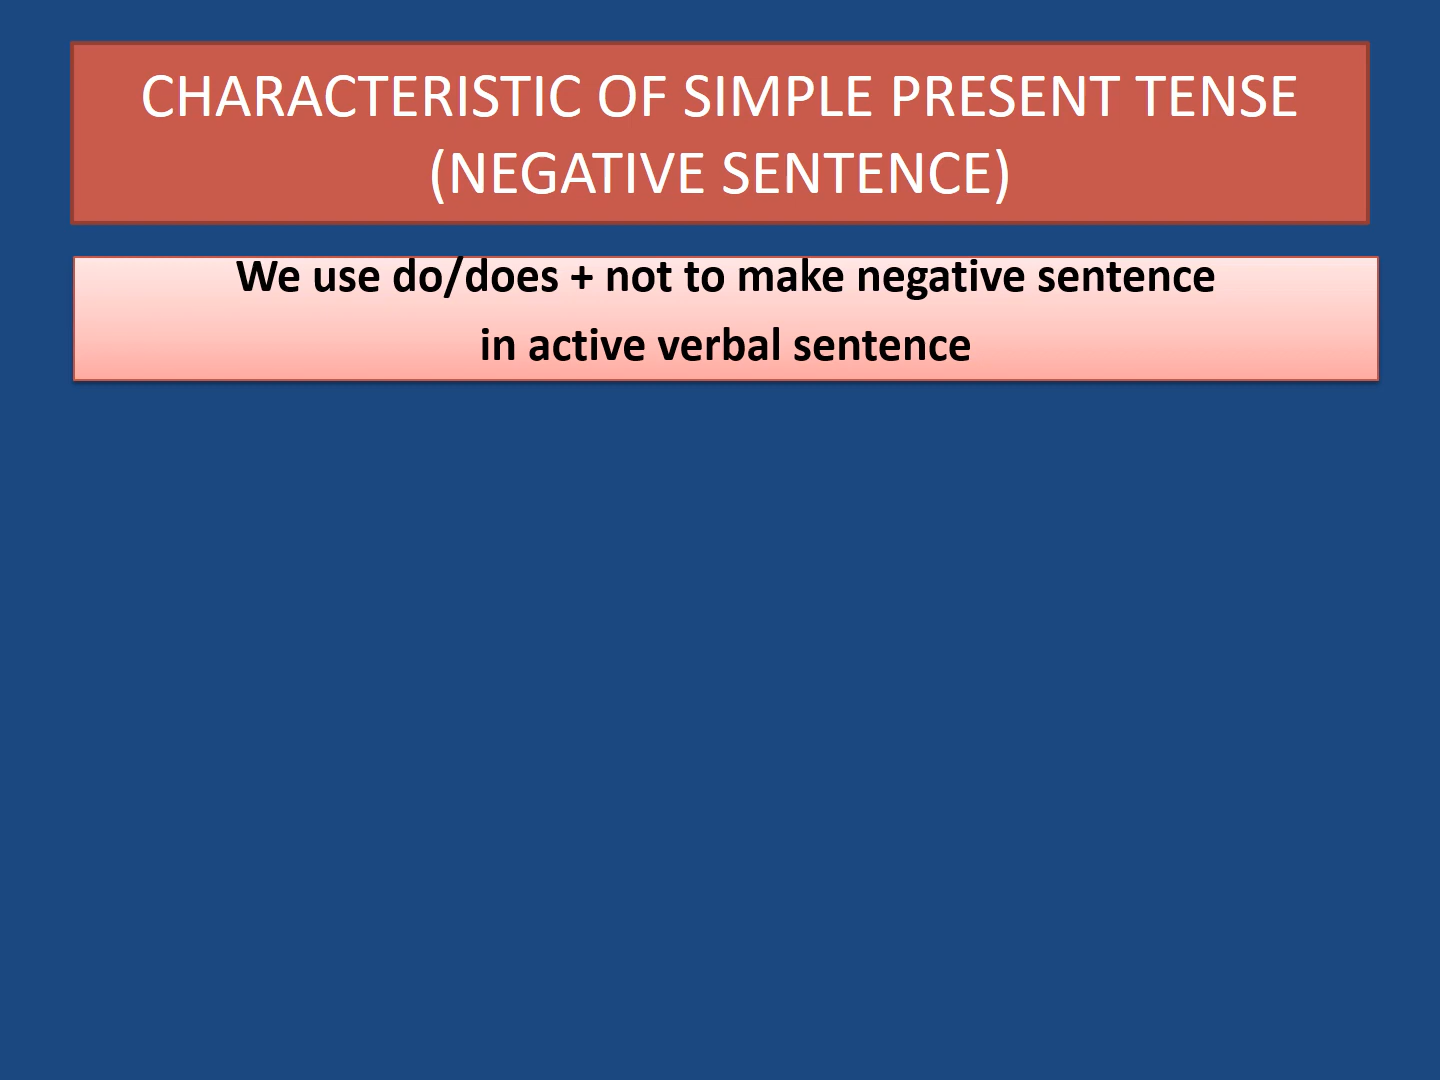 CHARACTERISTIC OF SIMPLE PRESENT TENSE
(NEGATIVE SENTENCE)
We use do/does + not to make negative sentence
in active verbal sentence